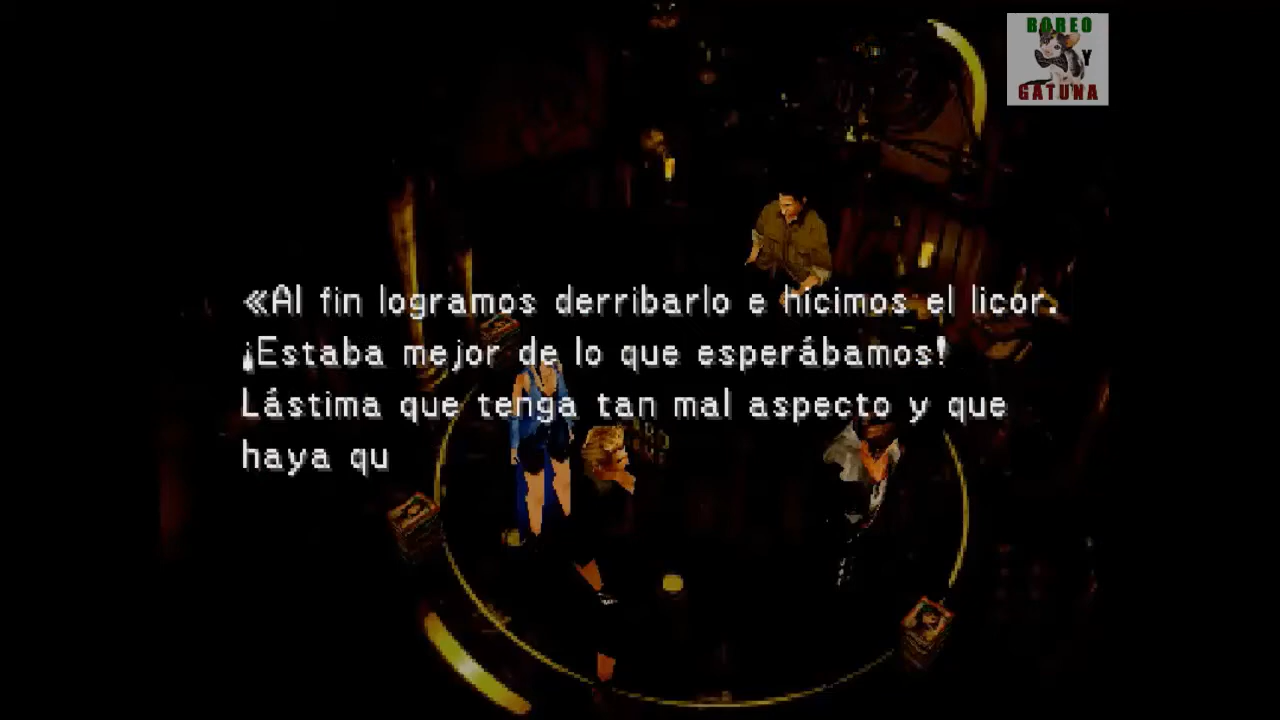 BOREO
Y
GATUNA
«Al fin logramos derribarlo e hicimos el licor.
¡Estaba mejor de lo que esperábamos!
Lástima que tenga tan mal aspecto y que
haya qu